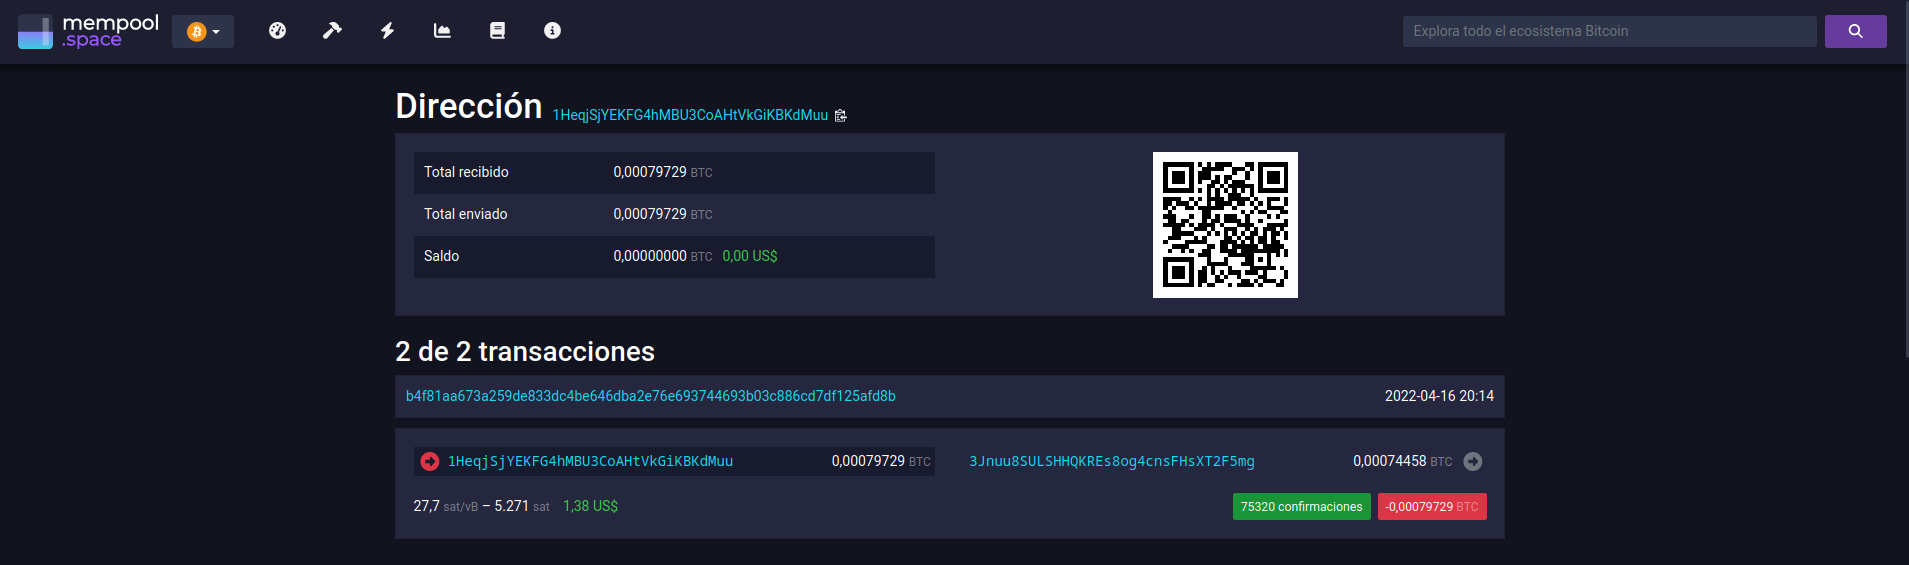 mempool
.space
Explora todo el ecosistema Bitcoin
Dirección 1HeqjSjYEKFG4hMBU3CoAHtVkGiKBKdMuu
Total recibido 0,00079729 BTC
Total enviado 0,00079729 BTC
Saldo 0,00000000 BTC 0,00 US$
2 de 2 transacciones
b4f81aa673a259de833dc4be646dba2e76e693744693b03c886cd7df125afd8b 2022-04-16 20:14
1HeqjSjYEKFG4hMBU3CoAHtVkGiKBKdMuu 0,00079729 BTC 3Jnuu8SULSHHQKREs8og4cnsFHsXT2F5mg 0,00074458 BTC
27,7 sat/vB – 5.271 sat 1,38 US$ 75320 confirmaciones -0,00079729 BTC